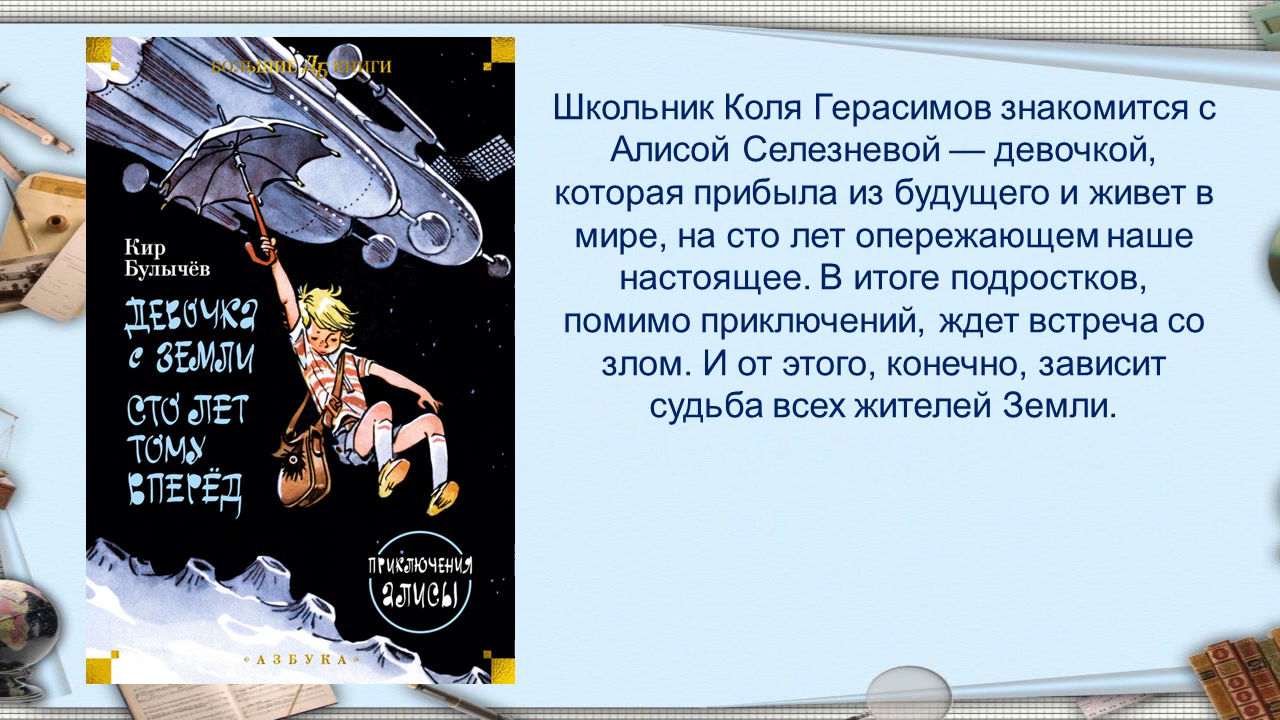 БОЛЬШИЕ АБ КНИГИ
Кир
Булычёв
ДЕВОЧКА
С ЗЕМЛИ
СТО ЛЕТ
ТОМУ
ВПЕРЁД
ПРИКЛЮЧЕНИЯ
АЛИСЫ
«АЗБУКА»
Школьник Коля Герасимов знакомится с
Алисой Селезневой — девочкой,
которая прибыла из будущего и живет в
мире, на сто лет опережающем наше
настоящее. В итоге подростков,
помимо приключений, ждет встреча со
злом. И от этого, конечно, зависит
судьба всех жителей Земли.